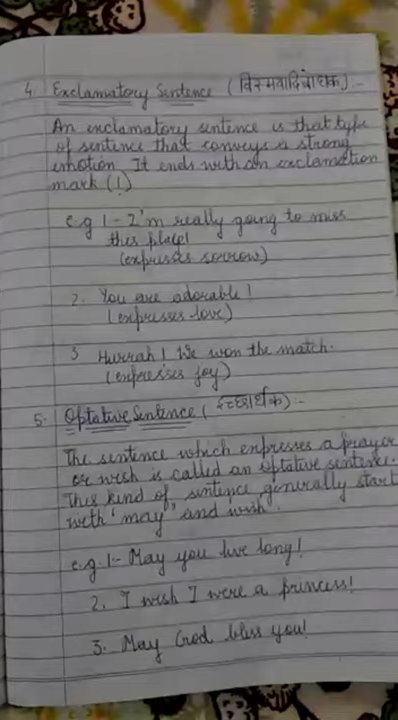 4. Exclamatory Sentence (विस्मयादिबोधक) :-
An exclamatory sentence is that type
of sentence that conveys a strong
emotion. It ends with an exclamation
mark (!)
e.g 1- I'm really going to miss
this place!
(expresses sorrow)
2. You are adorable!
(expresses love)
3 Hurrah! We won the match.
(expresses joy)
5. Optative Sentence (इच्छार्थक) :-
The sentence which expresses a prayer
or wish is called an optative sentence.
This kind of sentence generally start
with 'may' and wish.
e.g 1- May you live long!
2. I wish I were a princess!
3. May God bless you!